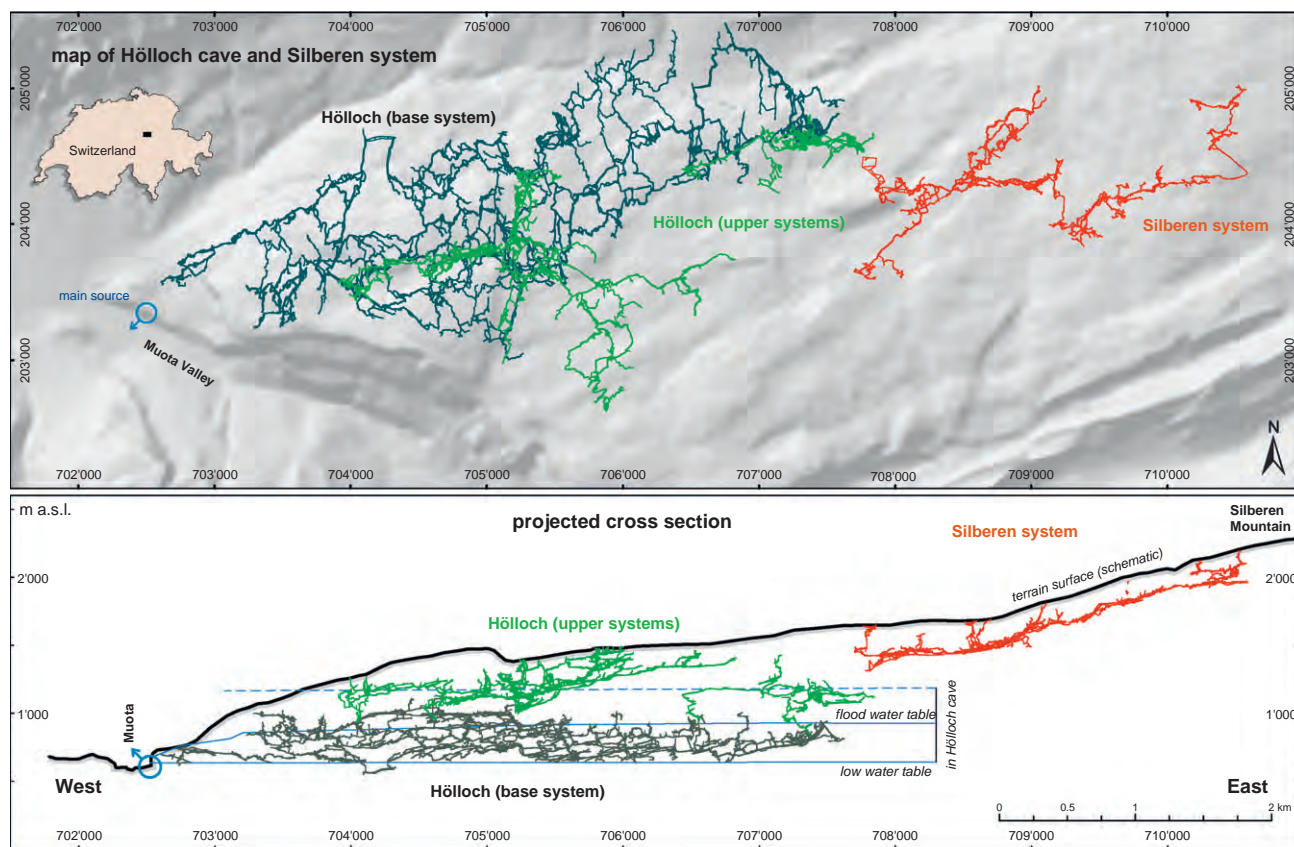 702'000 703'000 704'000 705'000 706'000 707'000 708'000 709'000 710'000
map of Hölloch cave and Silberen system
205'000
205'000
Hölloch (base system)
Switzerland
Hölloch (upper systems)
Silberen system
204'000
204'000
main source
Muota Valley
203'000
203'000
N
702'000 703'000 704'000 705'000 706'000 707'000 708'000 709'000 710'000
m a.s.l.
projected cross section
Silberen
Mountain
Silberen system
terrain surface (schematic)
2'000
2'000
Hölloch (upper systems)
Muota
1'000
1'000
flood water table
in Hölloch cave
low water table
West
Hölloch (base system)
East
0 0.5 1 2 km
702'000 703'000 704'000 705'000 706'000 707'000 708'000 709'000 710'000